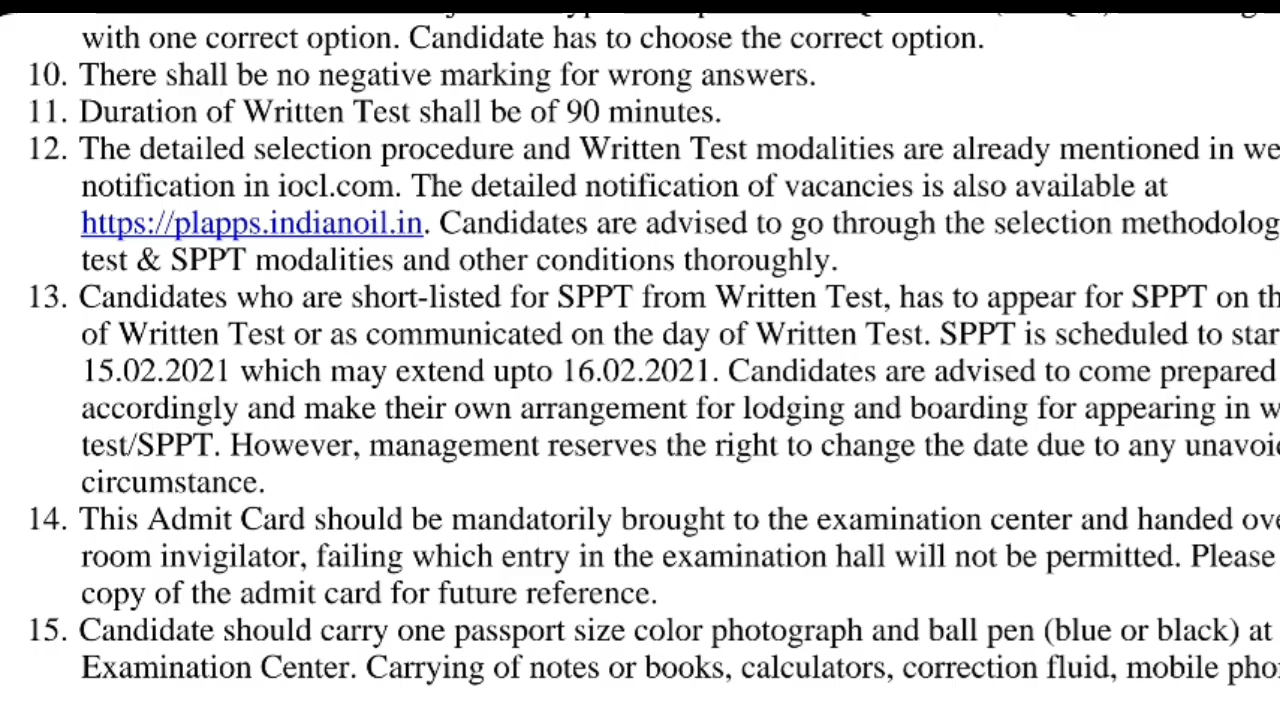 with one correct option. Candidate has to choose the correct option.
10. There shall be no negative marking for wrong answers.
11. Duration of Written Test shall be of 90 minutes.
12. The detailed selection procedure and Written Test modalities are already mentioned in we
notification in iocl.com. The detailed notification of vacancies is also available at
https://plapps.indianoil.in. Candidates are advised to go through the selection methodolog
test & SPPT modalities and other conditions thoroughly.
13. Candidates who are short-listed for SPPT from Written Test, has to appear for SPPT on th
of Written Test or as communicated on the day of Written Test. SPPT is scheduled to star
15.02.2021 which may extend upto 16.02.2021. Candidates are advised to come prepared
accordingly and make their own arrangement for lodging and boarding for appearing in w
test/SPPT. However, management reserves the right to change the date due to any unavoi
circumstance.
14. This Admit Card should be mandatorily brought to the examination center and handed ove
room invigilator, failing which entry in the examination hall will not be permitted. Please
copy of the admit card for future reference.
15. Candidate should carry one passport size color photograph and ball pen (blue or black) at
Examination Center. Carrying of notes or books, calculators, correction fluid, mobile pho